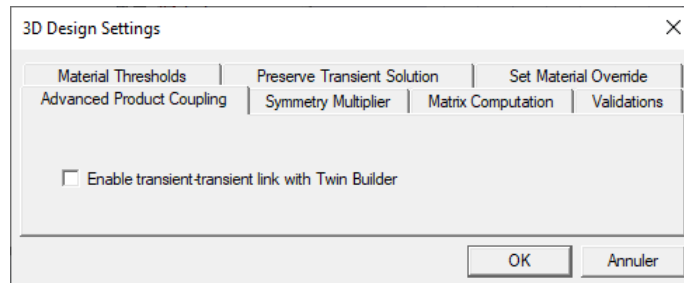 3D Design Settings
Material Thresholds Preserve Transient Solution Set Material Override
Advanced Product Coupling Symmetry Multiplier Matrix Computation Validations
Enable transient-transient link with Twin Builder
OK Annuler